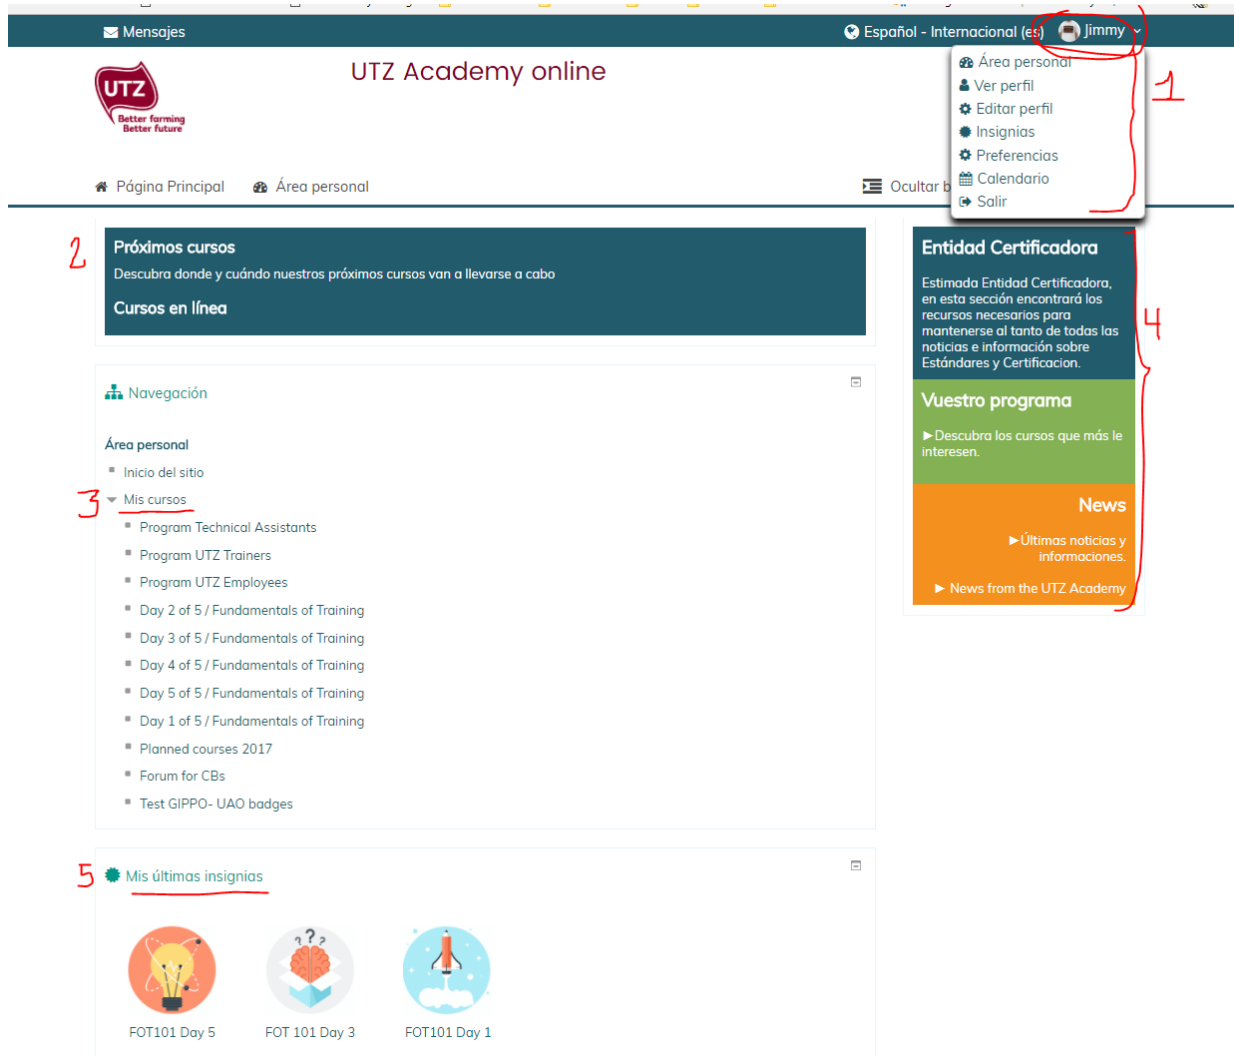 Mensajes
Español - Internacional (es)
Jimmy
UTZ
Better farming
Better future
UTZ Academy online
Área personal
Ver perfil
Editar perfil
Insignias
Preferencias
Calendario
Salir
1
Página Principal
Área personal
Ocultar b
2
Próximos cursos
Descubra donde y cuándo nuestros próximos cursos van a llevarse a cabo
Cursos en línea
Navegación
Área personal
Inicio del sitio
3
Mis cursos
Program Technical Assistants
Program UTZ Trainers
Program UTZ Employees
Day 2 of 5 / Fundamentals of Training
Day 3 of 5 / Fundamentals of Training
Day 4 of 5 / Fundamentals of Training
Day 5 of 5 / Fundamentals of Training
Day 1 of 5 / Fundamentals of Training
Planned courses 2017
Forum for CBs
Test GIPPO- UAO badges
Entidad Certificadora
Estimada Entidad Certificadora,
en esta sección encontrará los
recursos necesarios para
mantenerse al tanto de todas las
noticias e información sobre
Estándares y Certificacion.
4
Vuestro programa
►Descubra los cursos que más le
interesen.
News
►Últimas noticias y
informaciones.
► News from the UTZ Academy
5
Mis últimas insignias
? ? ?
FOT101 Day 5
FOT 101 Day 3
FOT101 Day 1